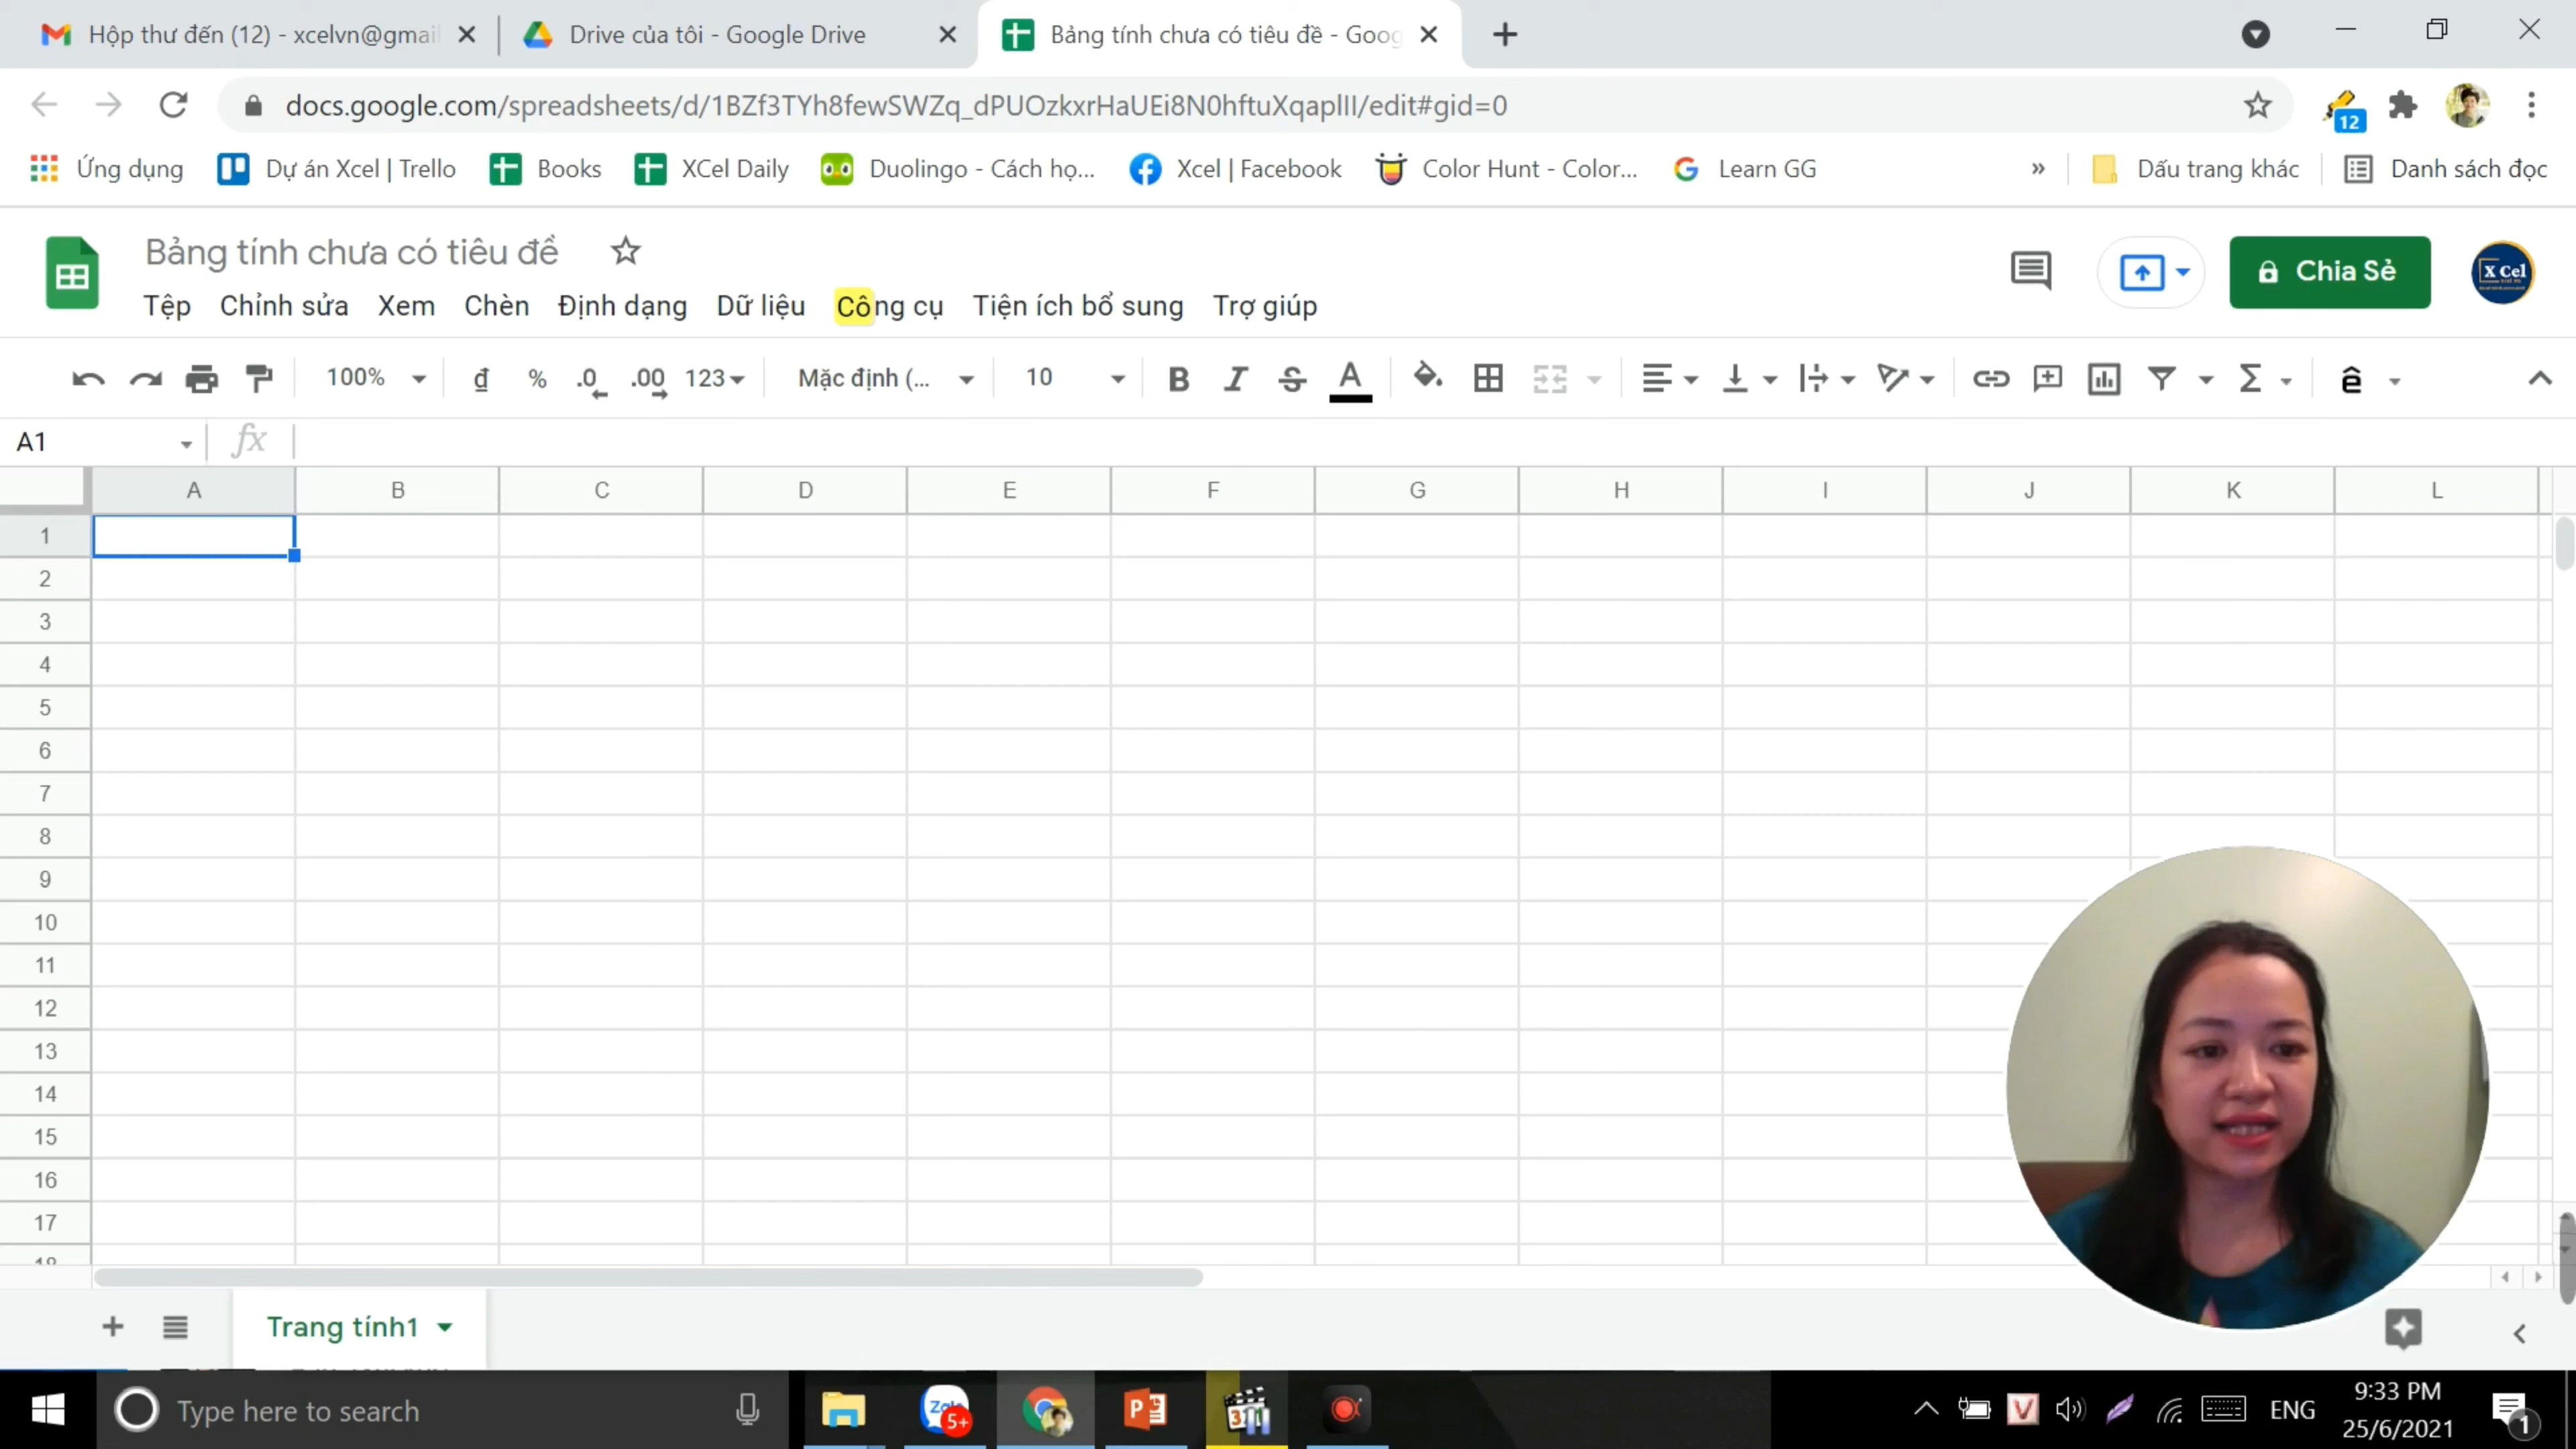 Hộp thư đến (12) - xcelvn@gmail
Drive của tôi - Google Drive
Bảng tính chưa có tiêu đề - Goog
docs.google.com/spreadsheets/d/1BZf3TYh8fewSWZq_dPUOzkxrHaUEi8N0hftuXqaplII/edit#gid=0
12
Ứng dụng
Dự án Xcel | Trello
Books
XCel Daily
Duolingo - Cách họ...
Xcel | Facebook
Color Hunt - Color...
Learn GG
»
Dấu trang khác
Danh sách đọc
Bảng tính chưa có tiêu đề
Chia Sẻ
X Cel
Tệp Chỉnh sửa Xem Chèn Định dạng Dữ liệu Công cụ Tiện ích bổ sung Trợ giúp
100% ₫ % .0 .00 123 Mặc định (... 10 B I S A Σ ê
A1 fx
A B C D E F G H I J K L
1
2
3
4
5
6
7
8
9
10
11
12
13
14
15
16
17
18
Trang tính1
Type here to search
Zalo
5+
ENG
9:33 PM
25/6/2021
1